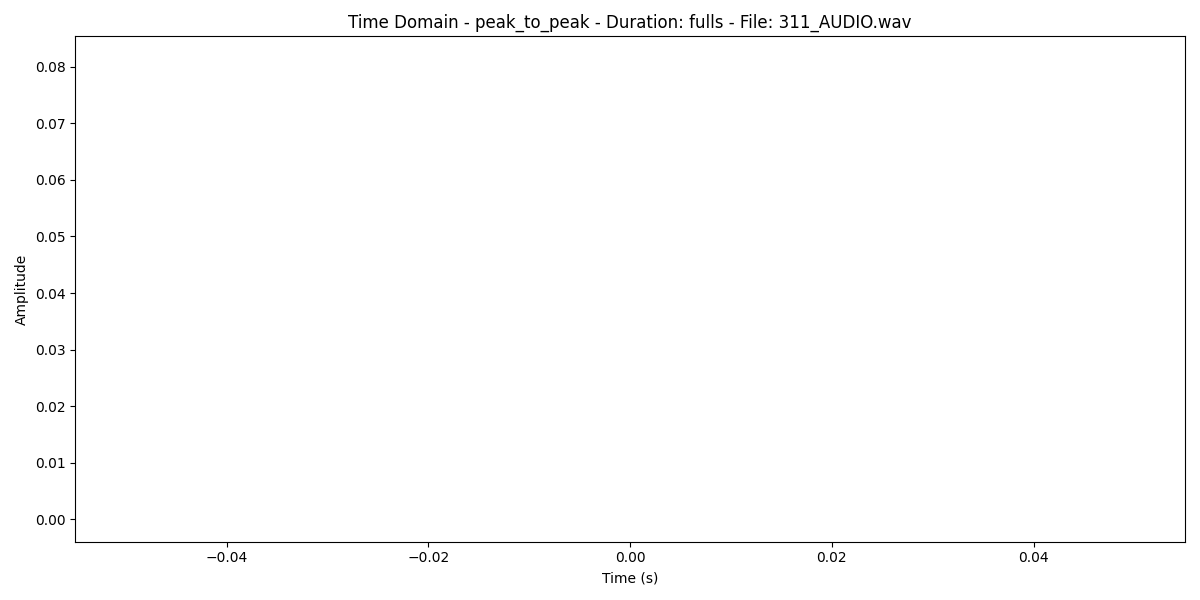 Time Domain - peak_to_peak - Duration: fulls - File: 311_AUDIO.wav
0.08
0.07
0.06
0.05
0.04
0.03
0.02
0.01
0.00
Amplitude
−0.04 −0.02 0.00 0.02 0.04
Time (s)